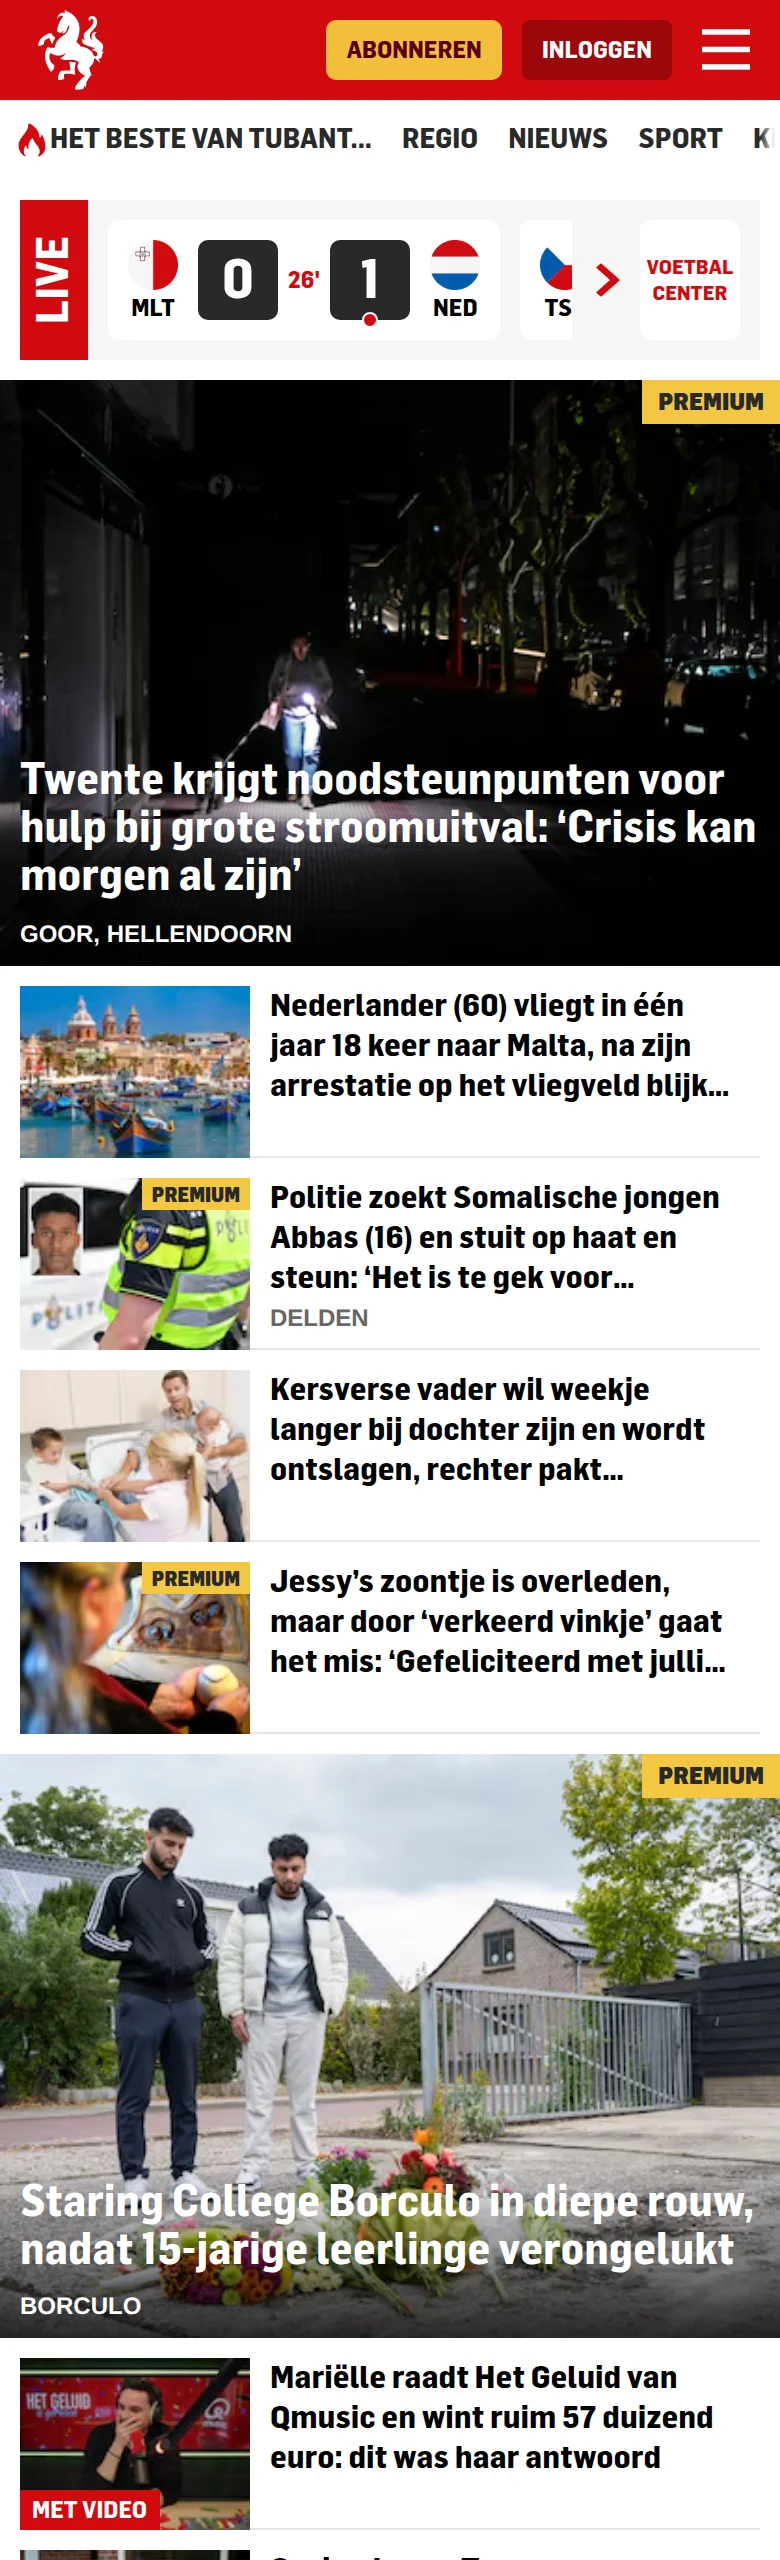 ABONNEREN
INLOGGEN
HET BESTE VAN TUBANT...
REGIO
NIEUWS
SPORT
LIVE
MLT
0
26'
1
NED
TS
VOETBAL
CENTER
PREMIUM
Twente krijgt noodsteunpunten voor
hulp bij grote stroomuitval: ‘Crisis kan
morgen al zijn’
GOOR, HELLENDOORN
Nederlander (60) vliegt in één
jaar 18 keer naar Malta, na zijn
arrestatie op het vliegveld blijk...
PREMIUM
Politie zoekt Somalische jongen
Abbas (16) en stuit op haat en
steun: ‘Het is te gek voor...
DELDEN
Kersverse vader wil weekje
langer bij dochter zijn en wordt
ontslagen, rechter pakt...
PREMIUM
Jessy’s zoontje is overleden,
maar door ‘verkeerd vinkje’ gaat
het mis: ‘Gefeliciteerd met julli...
PREMIUM
Staring College Borculo in diepe rouw,
nadat 15-jarige leerlinge verongelukt
BORCULO
HET GELUID
MET VIDEO
Mariëlle raadt Het Geluid van
Qmusic en wint ruim 57 duizend
euro: dit was haar antwoord